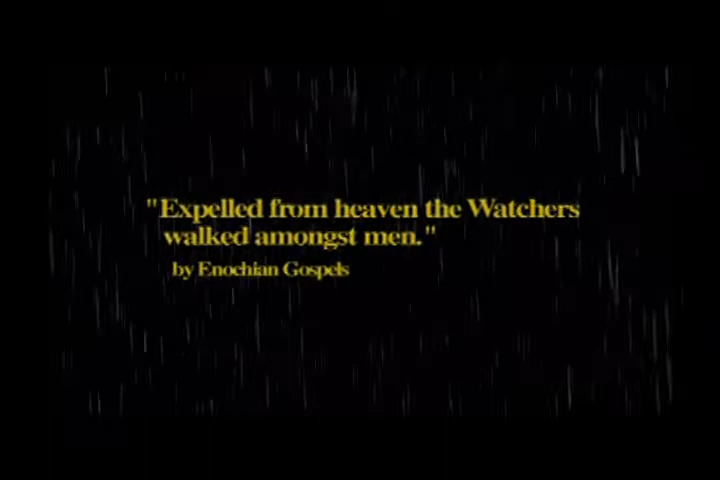 "Expelled from heaven the Watchers
walked amongst men."
by Enochian Gospels